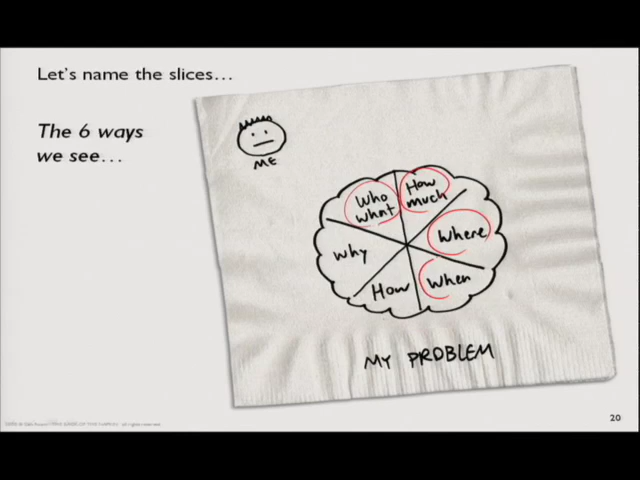 Let's name the slices...
The 6 ways
we see...
ME
Who
what
How
much
Where
Why
When
How
MY PROBLEM
20